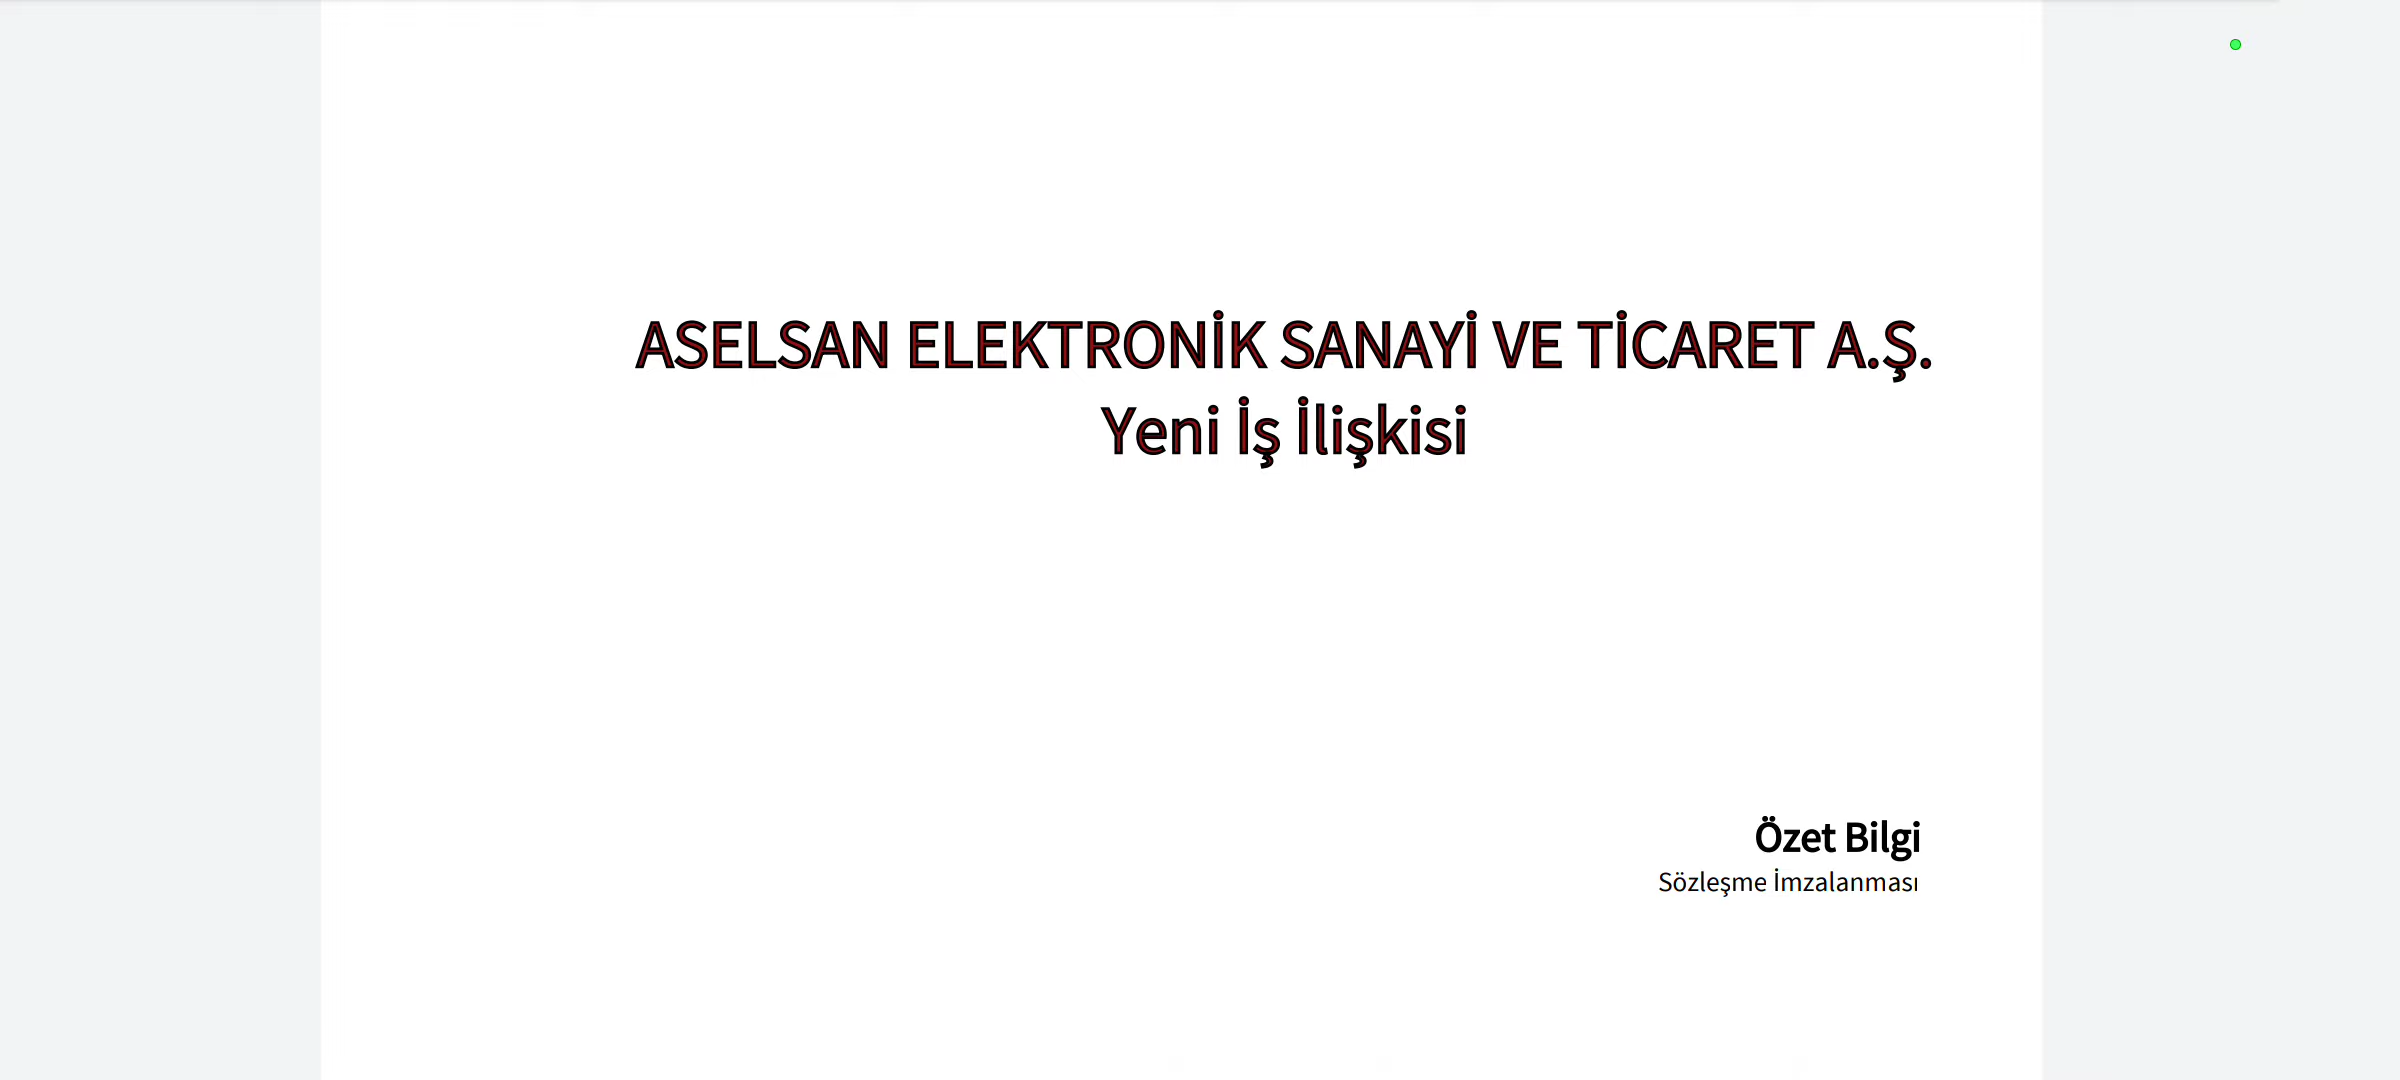 ASELSAN ELEKTRONİK SANAYİ VE TİCARET A.Ş.
Yeni İş İlişkisi
Özet Bilgi
Sözleşme İmzalanması